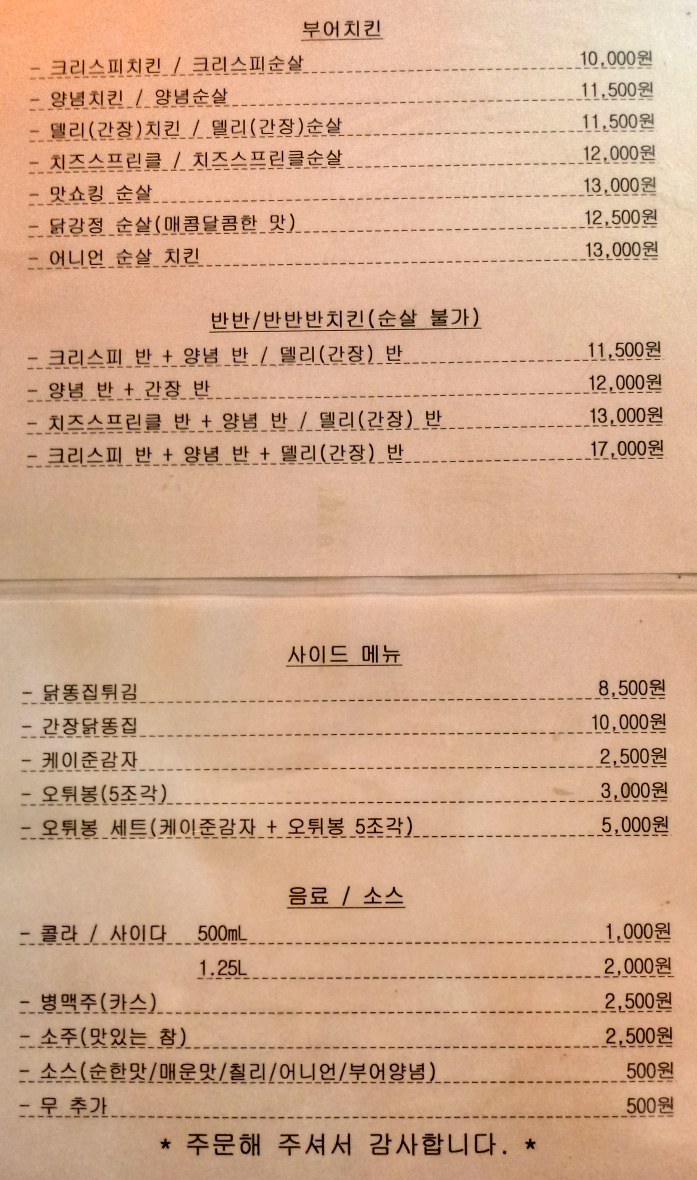 부어치킨
- 크리스피치킨 / 크리스피순살 10,000원
- 양념치킨 / 양념순살 11,500원
- 델리(간장)치킨 / 델리(간장)순살 11,500원
- 치즈스프린클 / 치즈스프린클순살 12,000원
- 맛쇼킹 순살 13,000원
- 닭강정 순살(매콤달콤한 맛) 12,500원
- 어니언 순살 치킨 13,000원
반반/반반반치킨(순살 불가)
- 크리스피 반 + 양념 반 / 델리(간장) 반 11,500원
- 양념 반 + 간장 반 12,000원
- 치즈스프린클 반 + 양념 반 / 델리(간장) 반 13,000원
- 크리스피 반 + 양념 반 + 델리(간장) 반 17,000원
사이드 메뉴
- 닭똥집튀김 8,500원
- 간장닭똥집 10,000원
- 케이준감자 2,500원
- 오튀봉(5조각) 3,000원
- 오튀봉 세트(케이준감자 + 오튀봉 5조각) 5,000원
음료 / 소스
- 콜라 / 사이다 500mL 1,000원
1.25L 2,000원
- 병맥주(카스) 2,500원
- 소주(맛있는 참) 2,500원
- 소스(순한맛/매운맛/칠리/어니언/부어양념) 500원
- 무 추가 500원
* 주문해 주셔서 감사합니다. *